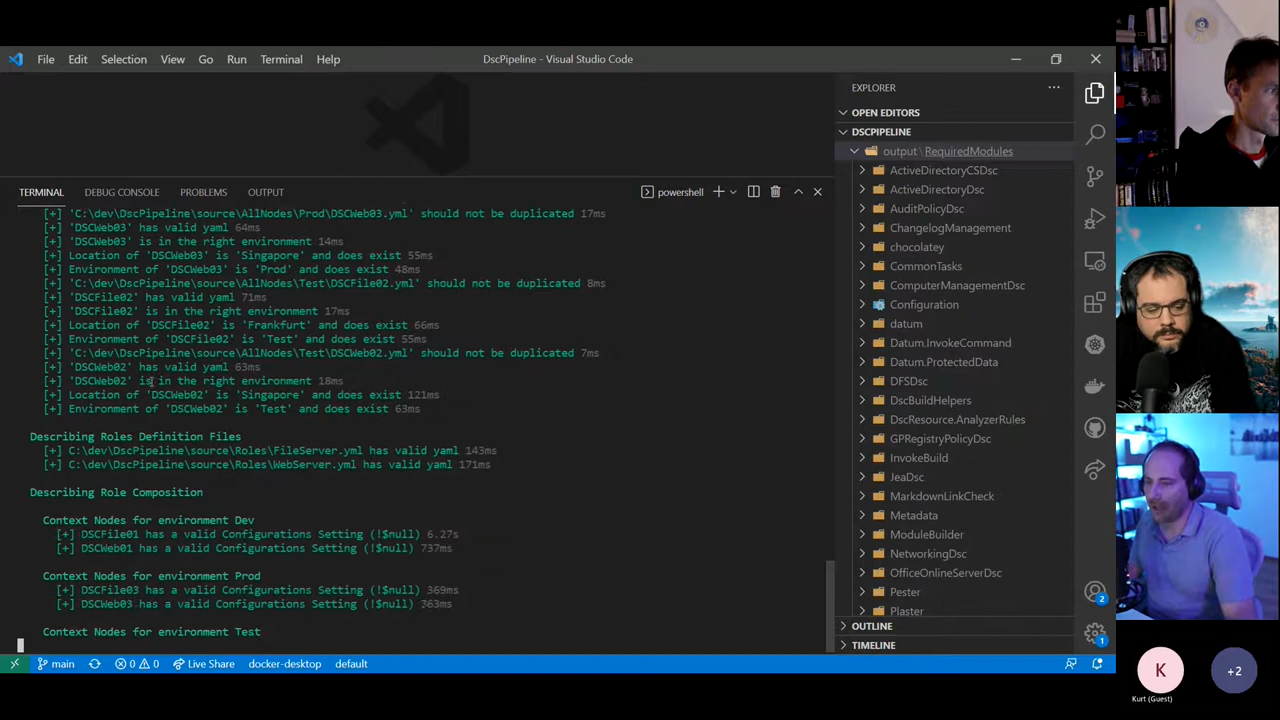 File Edit Selection View Go Run Terminal Help
DscPipeline - Visual Studio Code
TERMINAL DEBUG CONSOLE PROBLEMS OUTPUT
powershell
[+] 'C:\dev\DscPipeline\source\AllNodes\Prod\DSCWeb03.yml' should not be duplicated 17ms
[+] 'DSCWeb03' has valid yaml 64ms
[+] 'DSCWeb03' is in the right environment 14ms
[+] Location of 'DSCWeb03' is 'Singapore' and does exist 55ms
[+] Environment of 'DSCWeb03' is 'Prod' and does exist 48ms
[+] 'C:\dev\DscPipeline\source\AllNodes\Test\DSCFile02.yml' should not be duplicated 8ms
[+] 'DSCFile02' has valid yaml 71ms
[+] 'DSCFile02' is in the right environment 17ms
[+] Location of 'DSCFile02' is 'Frankfurt' and does exist 66ms
[+] Environment of 'DSCFile02' is 'Test' and does exist 55ms
[+] 'C:\dev\DscPipeline\source\AllNodes\Test\DSCWeb02.yml' should not be duplicated 7ms
[+] 'DSCWeb02' has valid yaml 63ms
[+] 'DSCWeb02' is in the right environment 18ms
[+] Location of 'DSCWeb02' is 'Singapore' and does exist 121ms
[+] Environment of 'DSCWeb02' is 'Test' and does exist 63ms
Describing Roles Definition Files
[+] C:\dev\DscPipeline\source\Roles\FileServer.yml has valid yaml 143ms
[+] C:\dev\DscPipeline\source\Roles\WebServer.yml has valid yaml 171ms
Describing Role Composition
Context Nodes for environment Dev
[+] DSCFile01 has a valid Configurations Setting (!$null) 6.27s
[+] DSCWeb01 has a valid Configurations Setting (!$null) 737ms
Context Nodes for environment Prod
[+] DSCFile03 has a valid Configurations Setting (!$null) 369ms
[+] DSCWeb03 has a valid Configurations Setting (!$null) 363ms
Context Nodes for environment Test
EXPLORER
OPEN EDITORS
DSCPIPELINE
output \ RequiredModules
ActiveDirectoryCSDsc
ActiveDirectoryDsc
AuditPolicyDsc
ChangelogManagement
chocolatey
CommonTasks
ComputerManagementDsc
Configuration
datum
Datum.InvokeCommand
Datum.ProtectedData
DFSDsc
DscBuildHelpers
DscResource.AnalyzerRules
GPRegistryPolicyDsc
InvokeBuild
JeaDsc
MarkdownLinkCheck
Metadata
ModuleBuilder
NetworkingDsc
OfficeOnlineServerDsc
Pester
Plaster
OUTLINE
TIMELINE
2
1
main 0 0 Live Share docker-desktop default
K
Kurt (Guest)
+2